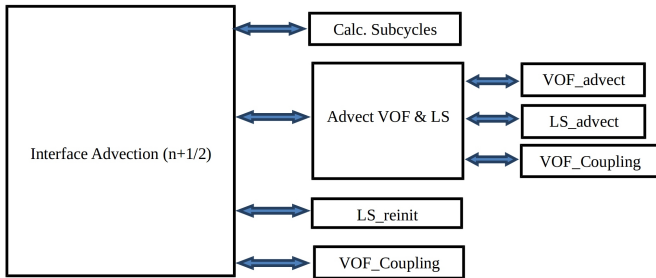 Calc. Subcycles
VOF_advect
Advect VOF & LS
LS_advect
Interface Advection (n+1/2)
VOF_Coupling
LS_reinit
VOF_Coupling